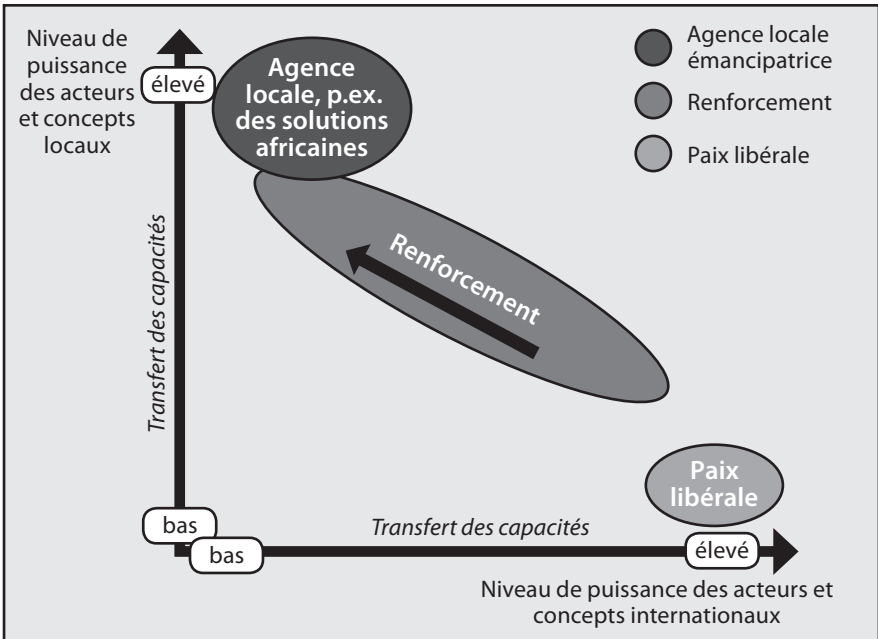 Niveau de
puissance
des acteurs
et concepts
locaux
élevé
Agence
locale, p.ex.
des solutions
africaines
Agence locale
émancipatrice
Renforcement
Paix libérale
Transfert des capacités
Renforcement
Paix
libérale
bas
bas
Transfert des capacités
élevé
Niveau de puissance des acteurs et
concepts internationaux